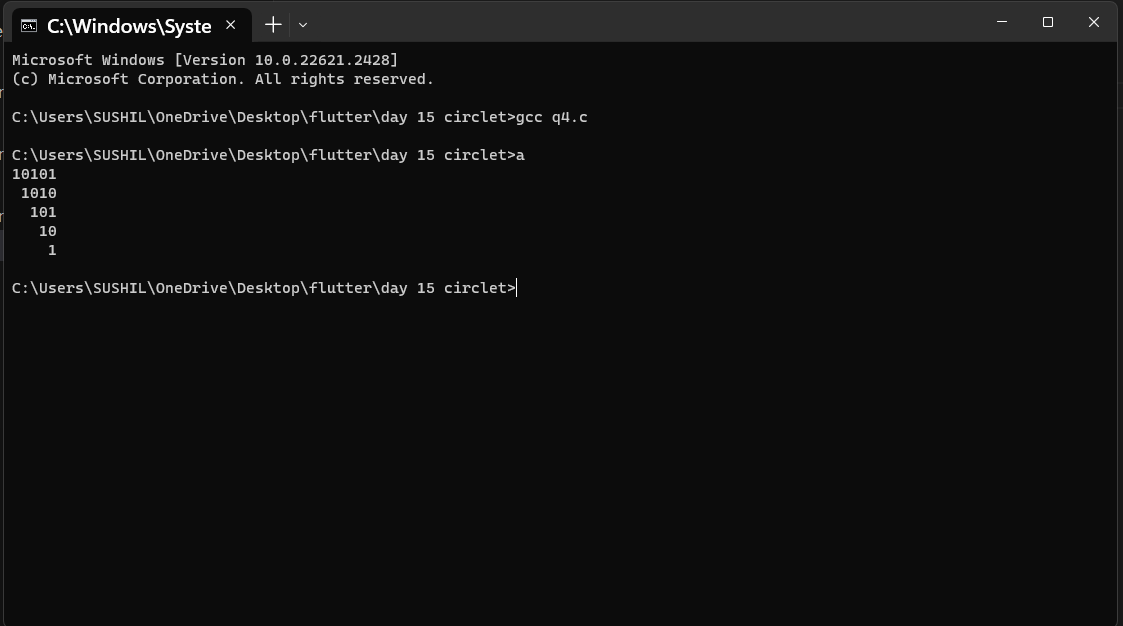 C:\Windows\Syste
Microsoft Windows [Version 10.0.22621.2428]
(c) Microsoft Corporation. All rights reserved.
C:\Users\SUSHIL\OneDrive\Desktop\flutter\day 15 circlet>gcc q4.c
C:\Users\SUSHIL\OneDrive\Desktop\flutter\day 15 circlet>a
10101
 1010
  101
   10
    1
C:\Users\SUSHIL\OneDrive\Desktop\flutter\day 15 circlet>